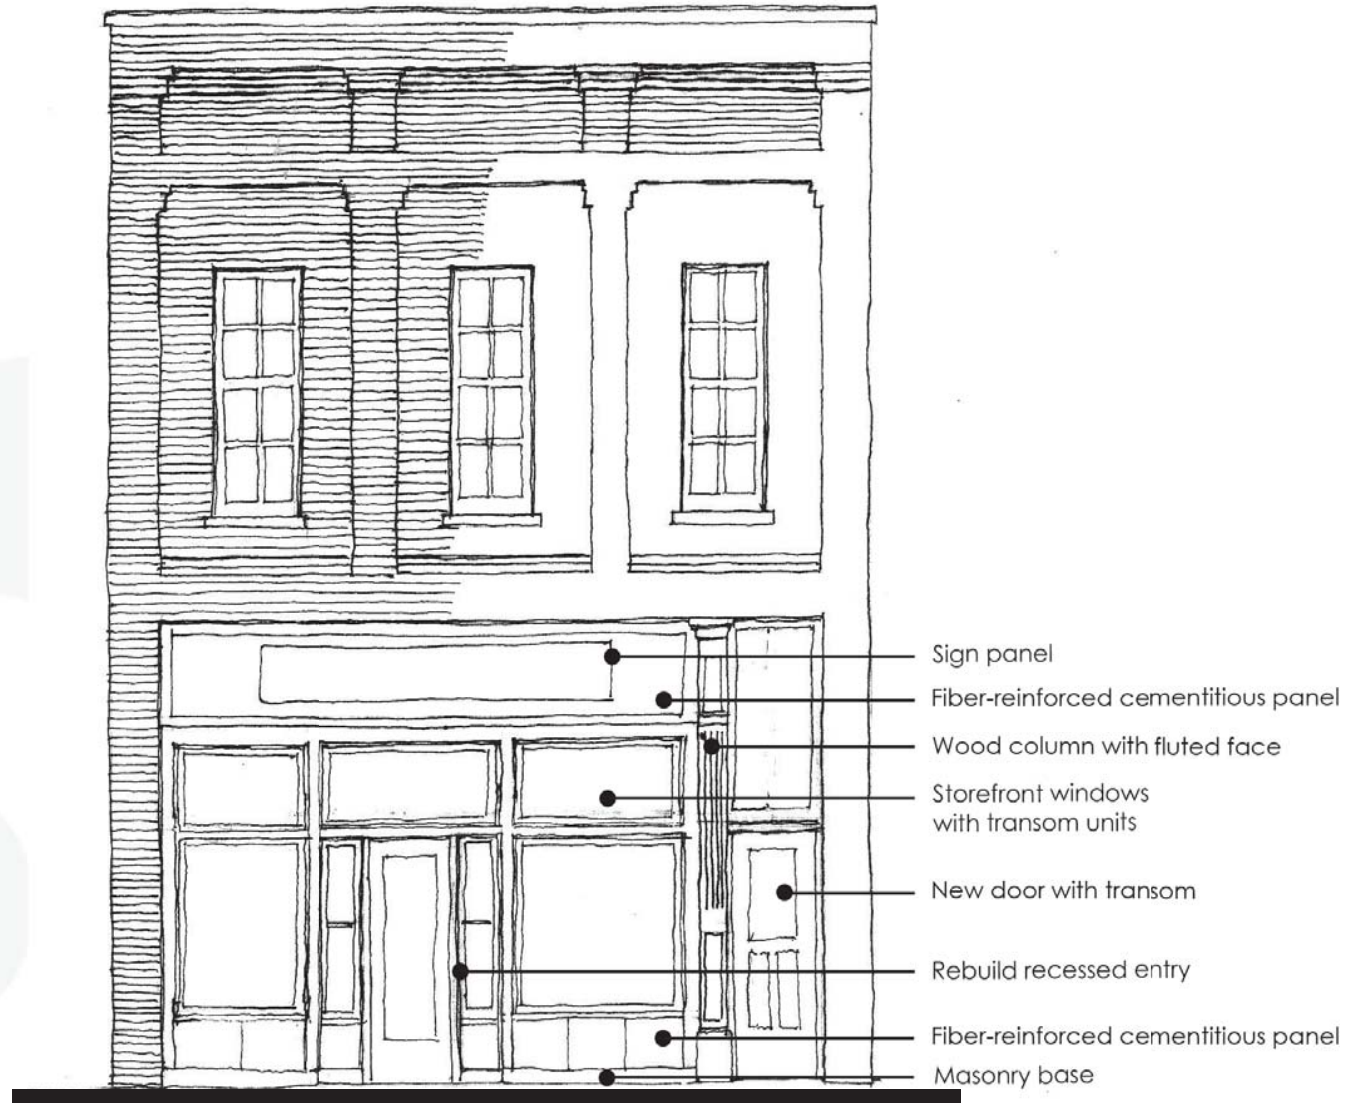 Sign panel
Fiber-reinforced cementitious panel
Wood column with fluted face
Storefront windows
with transom units
New door with transom
Rebuild recessed entry
Fiber-reinforced cementitious panel
Masonry base